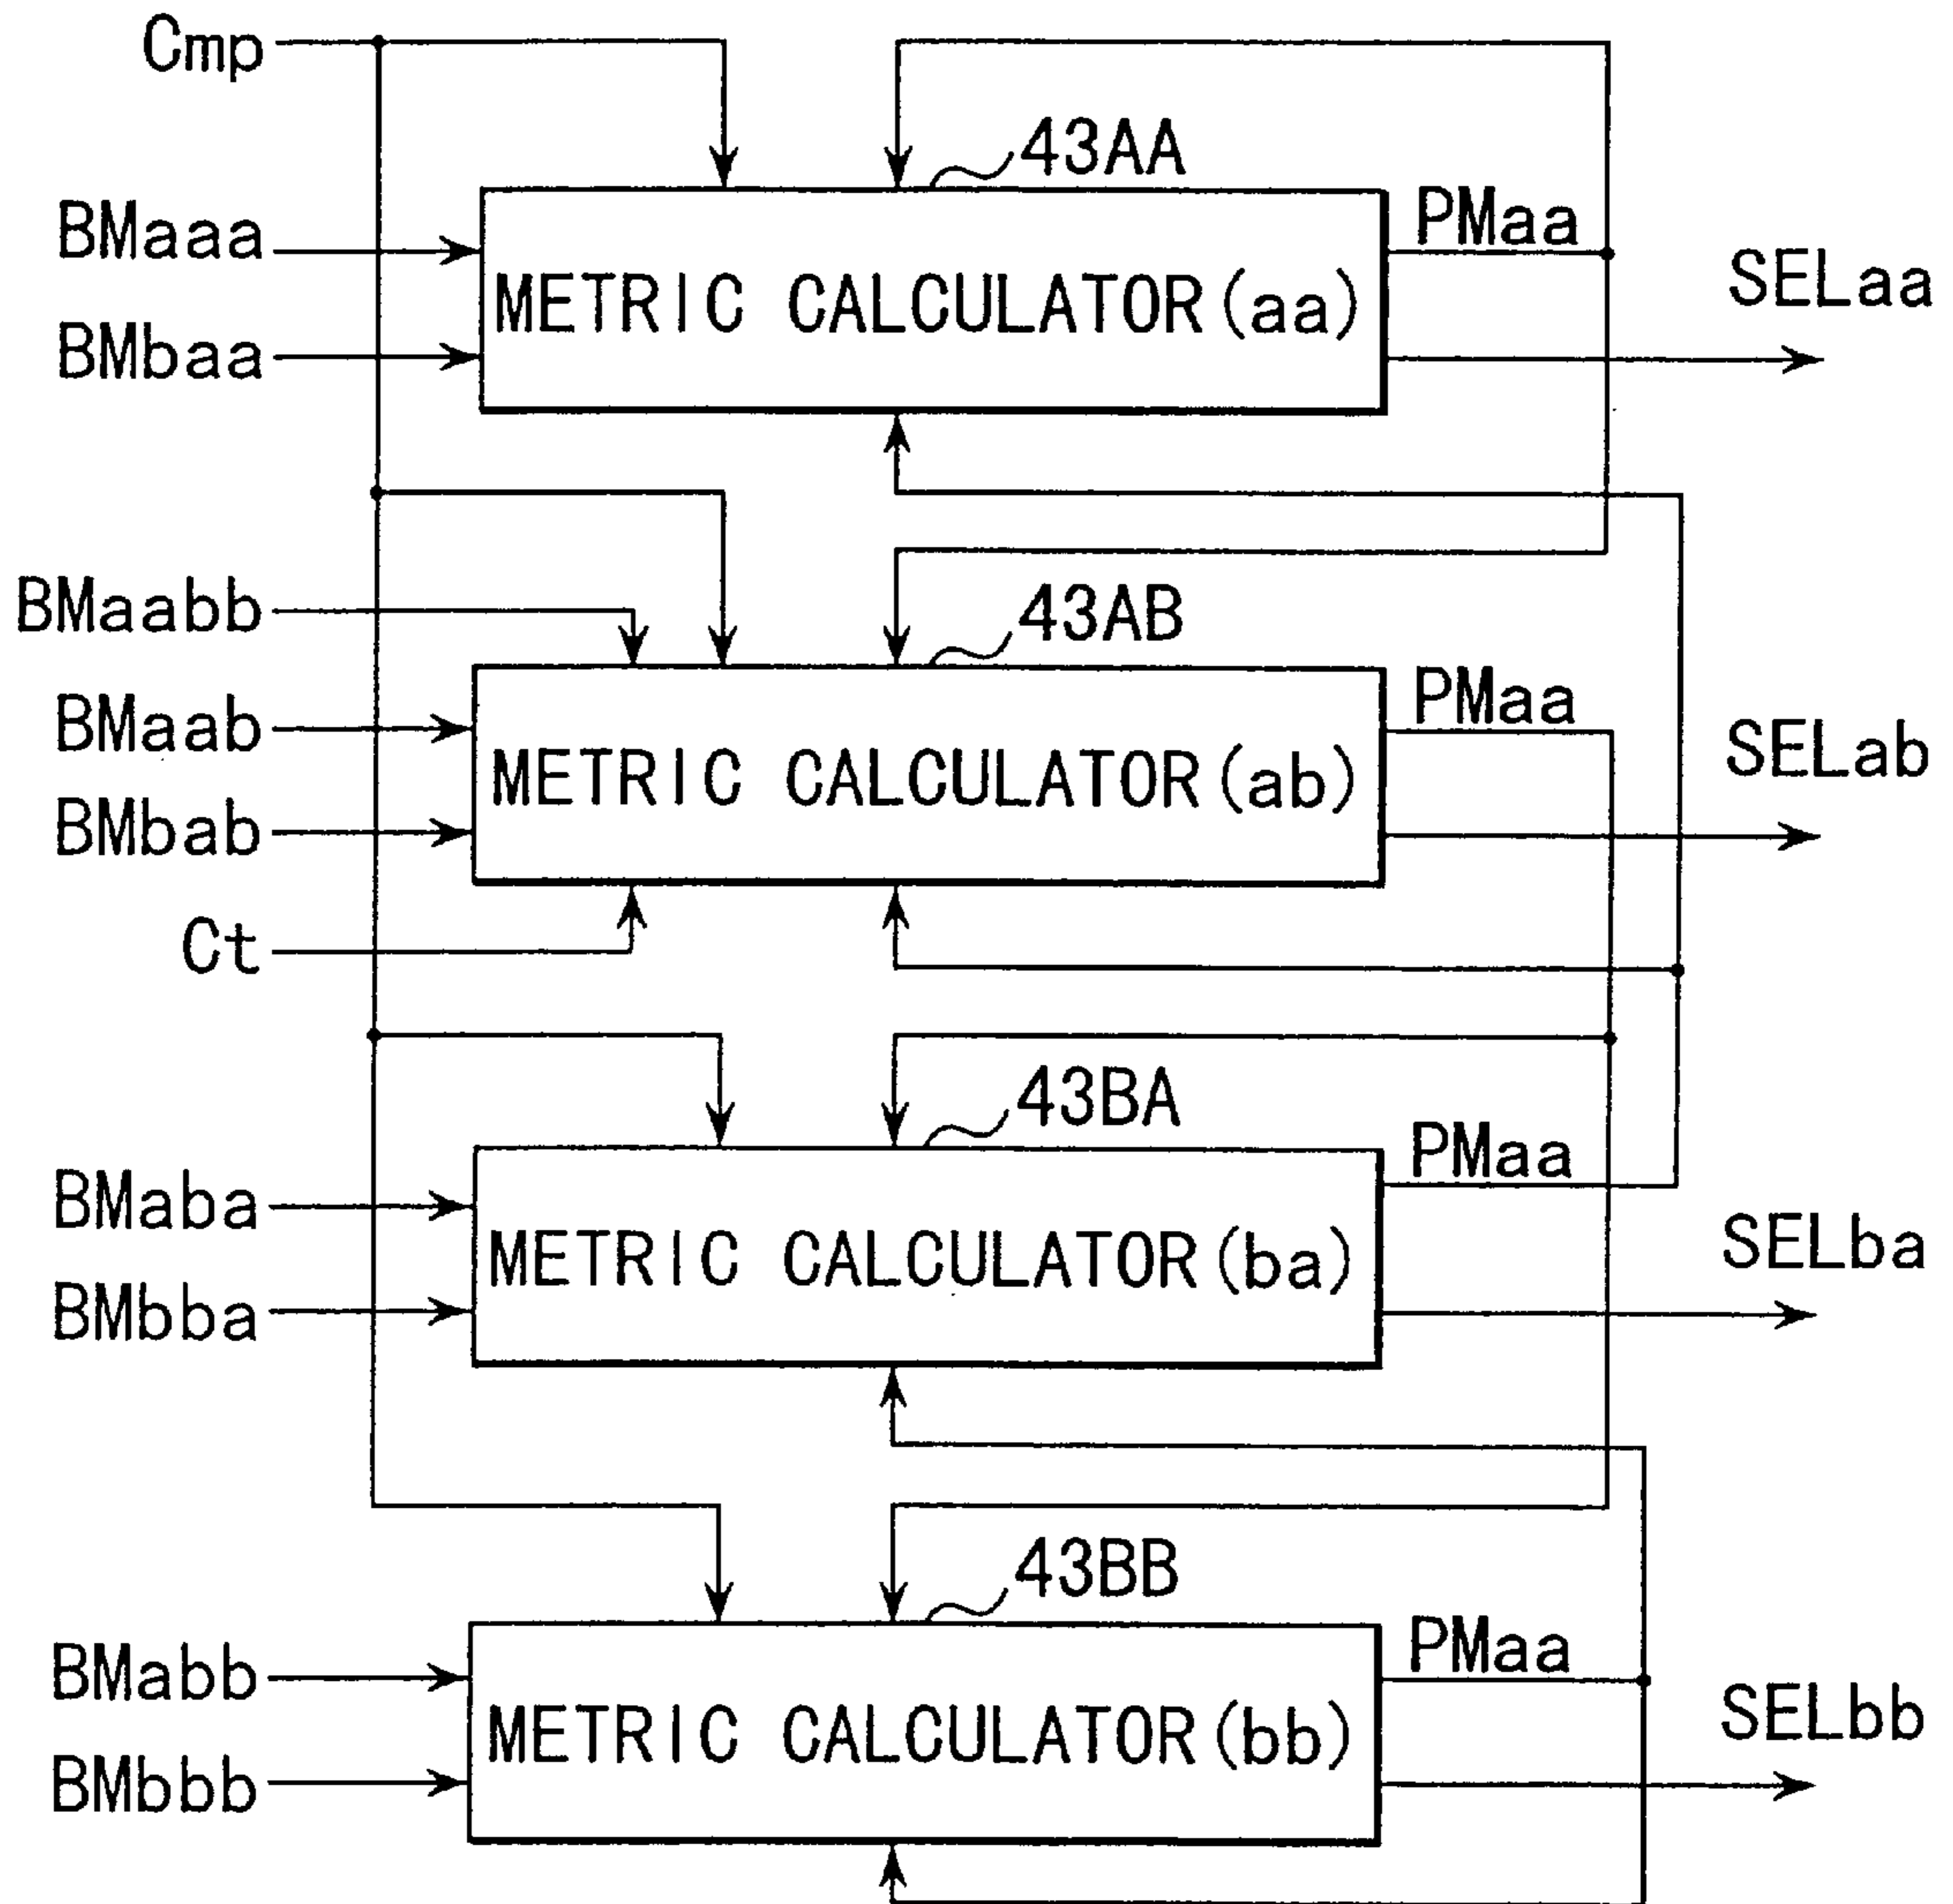 Cmp
43AA
BMaaa
PMaa
SELaa
METRIC CALCULATOR(aa)
BMbaa
BMaabb
43AB
BMaab
PMaa
SELab
METRIC CALCULATOR(ab)
BMbab
Ct
43BA
BMaba
PMaa
SELba
METRIC CALCULATOR(ba)
BMbba
43BB
BMabb
PMaa
SELbb
METRIC CALCULATOR(bb)
BMbbb